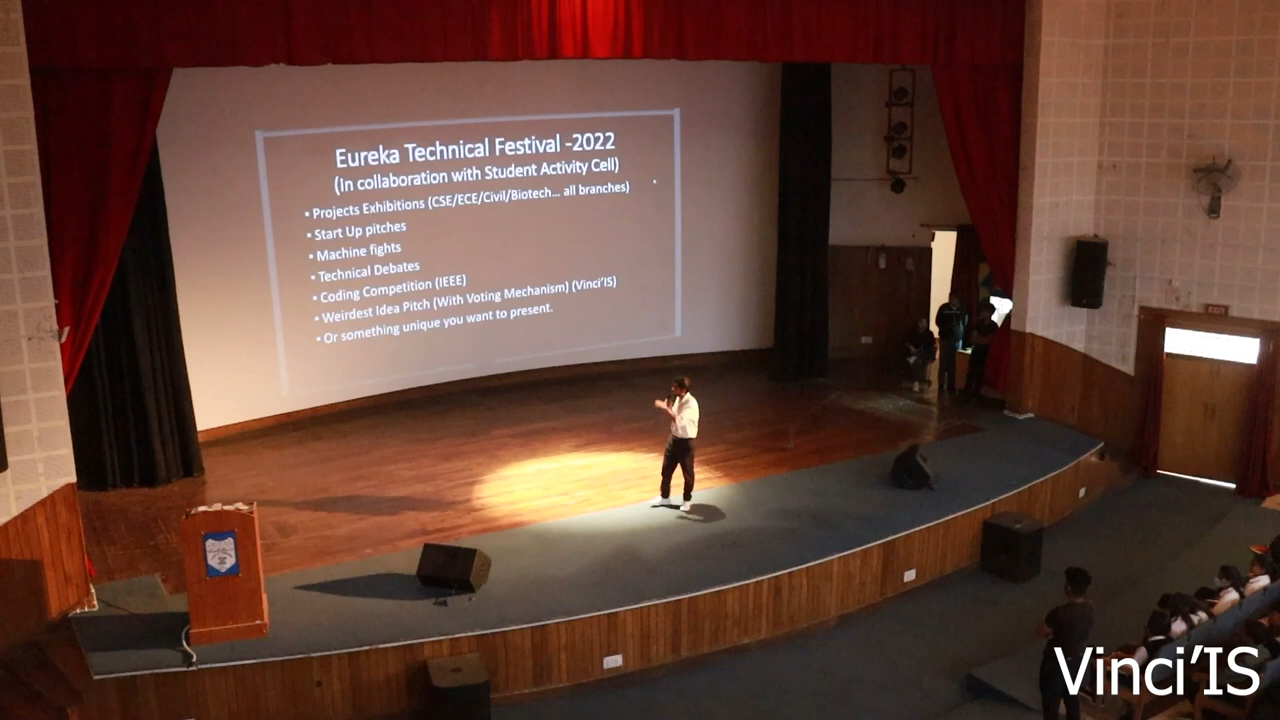 Eureka Technical Festival -2022
(In collaboration with Student Activity Cell)
▪ Projects Exhibitions (CSE/ECE/Civil/Biotech... all branches)
▪ Start Up pitches
▪ Machine fights
▪ Technical Debates
▪ Coding Competition (IEEE)
▪ Weirdest Idea Pitch (With Voting Mechanism) (Vinci'IS)
▪ Or something unique you want to present.
EXIT
Vinci'IS